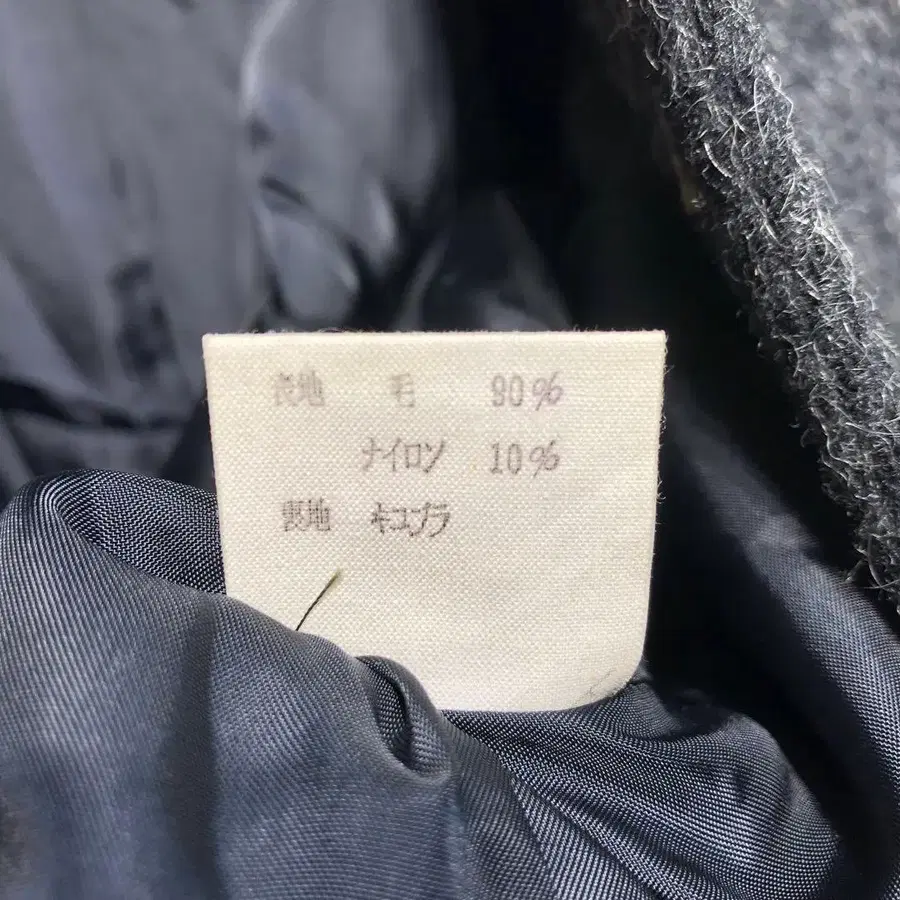 表地 毛 90%
ナイロン 10%
裏地 キュプラ